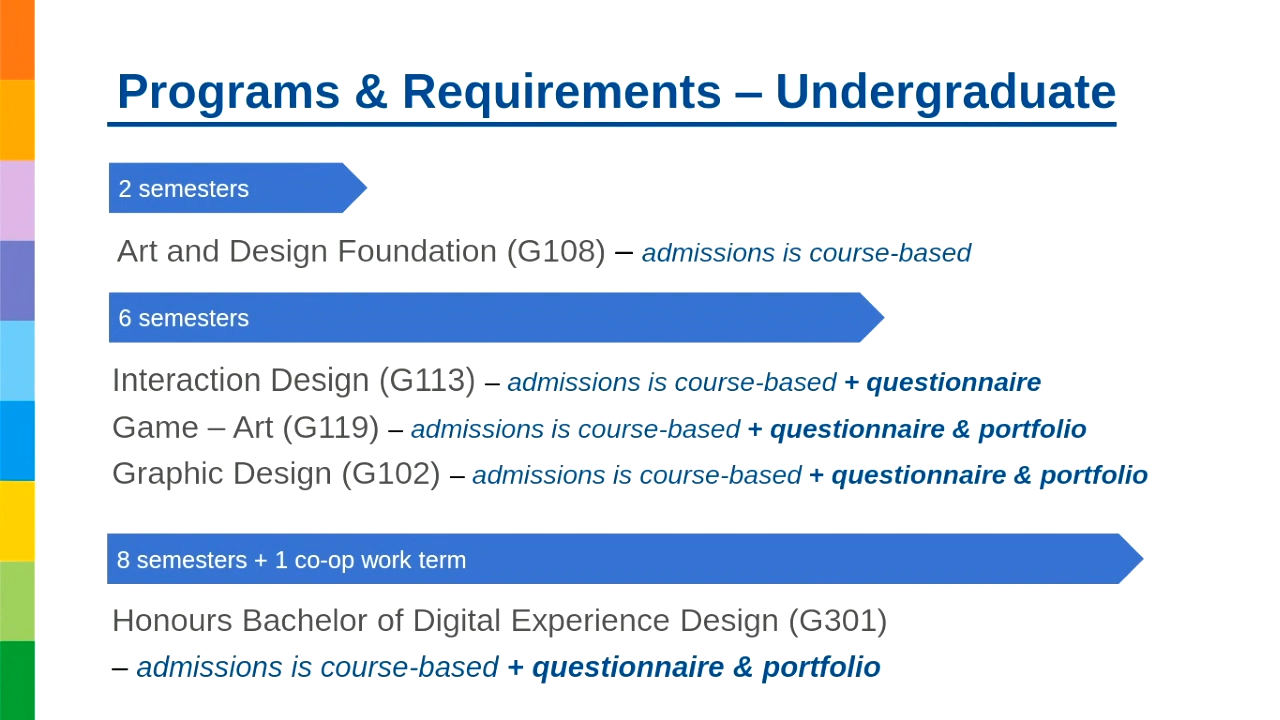 Programs & Requirements – Undergraduate
2 semesters
Art and Design Foundation (G108) – admissions is course-based
6 semesters
Interaction Design (G113) – admissions is course-based + questionnaire
Game – Art (G119) – admissions is course-based + questionnaire & portfolio
Graphic Design (G102) – admissions is course-based + questionnaire & portfolio
8 semesters + 1 co-op work term
Honours Bachelor of Digital Experience Design (G301)
– admissions is course-based + questionnaire & portfolio